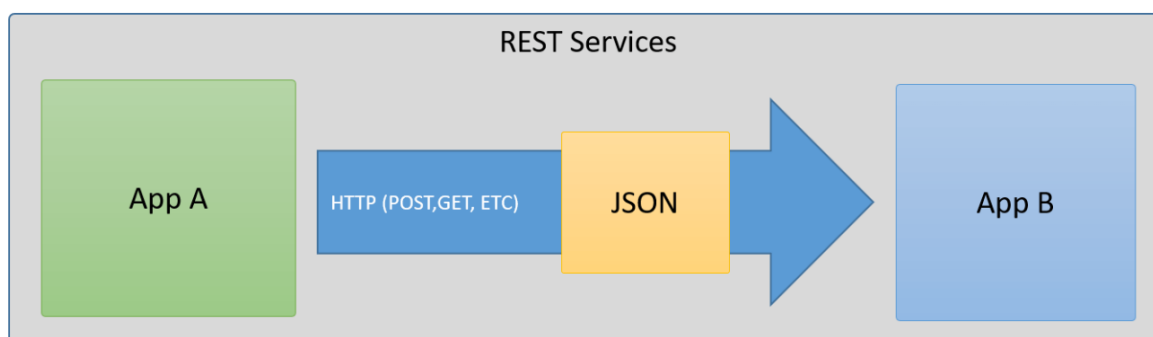 REST Services
App A
HTTP (POST,GET, ETC)
JSON
App B